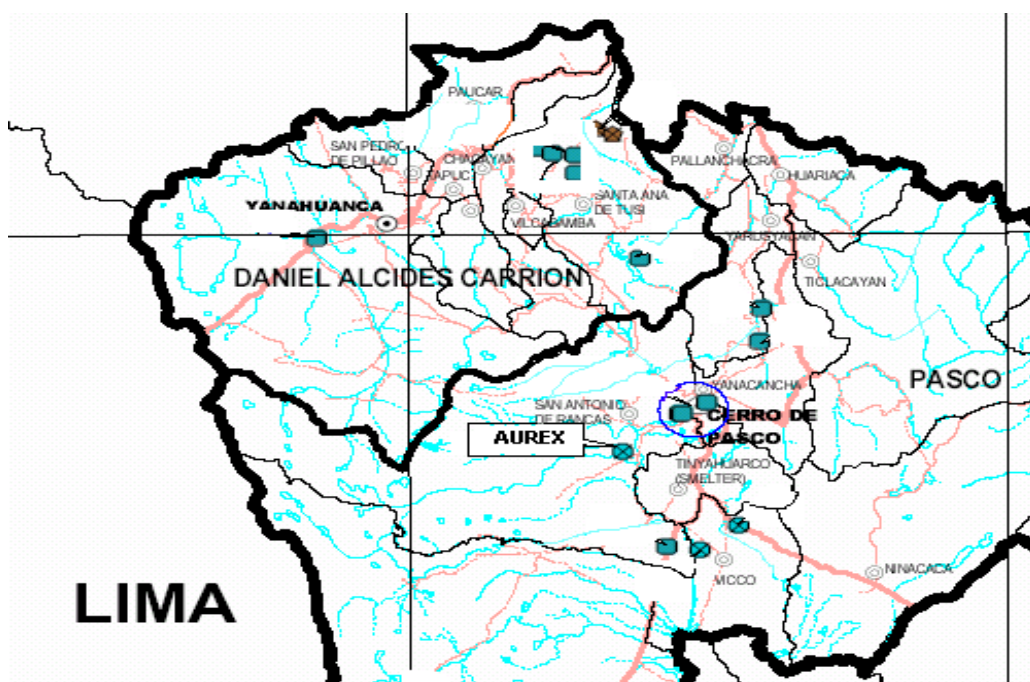 PAUCAR
SAN PEDRO
DE PILLAO
CHACAYAN
TAPUC
PALLANCHACRA
HUARIACA
YANAHUANCA
SANTA ANA
DE TUSI
VILCABAMBA
YARUSYACAN
DANIEL ALCIDES CARRION
TICLACAYAN
PASCO
YANACANCHA
SAN ANTONIO
DE RANCAS
CERRO DE
PASCO
AUREX
TINYAHUARCO
(SMELTER)
VICCO
NINACACA
LIMA